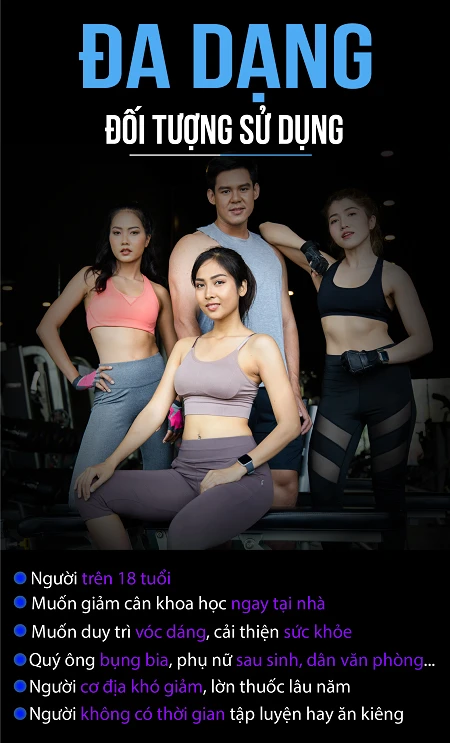 ĐA DẠNG
ĐỐI TƯỢNG SỬ DỤNG
Người trên 18 tuổi
Muốn giảm cân khoa học ngay tại nhà
Muốn duy trì vóc dáng, cải thiện sức khỏe
Quý ông bụng bia, phụ nữ sau sinh, dân văn phòng...
Người cơ địa khó giảm, lờn thuốc lâu năm
Người không có thời gian tập luyện hay ăn kiêng